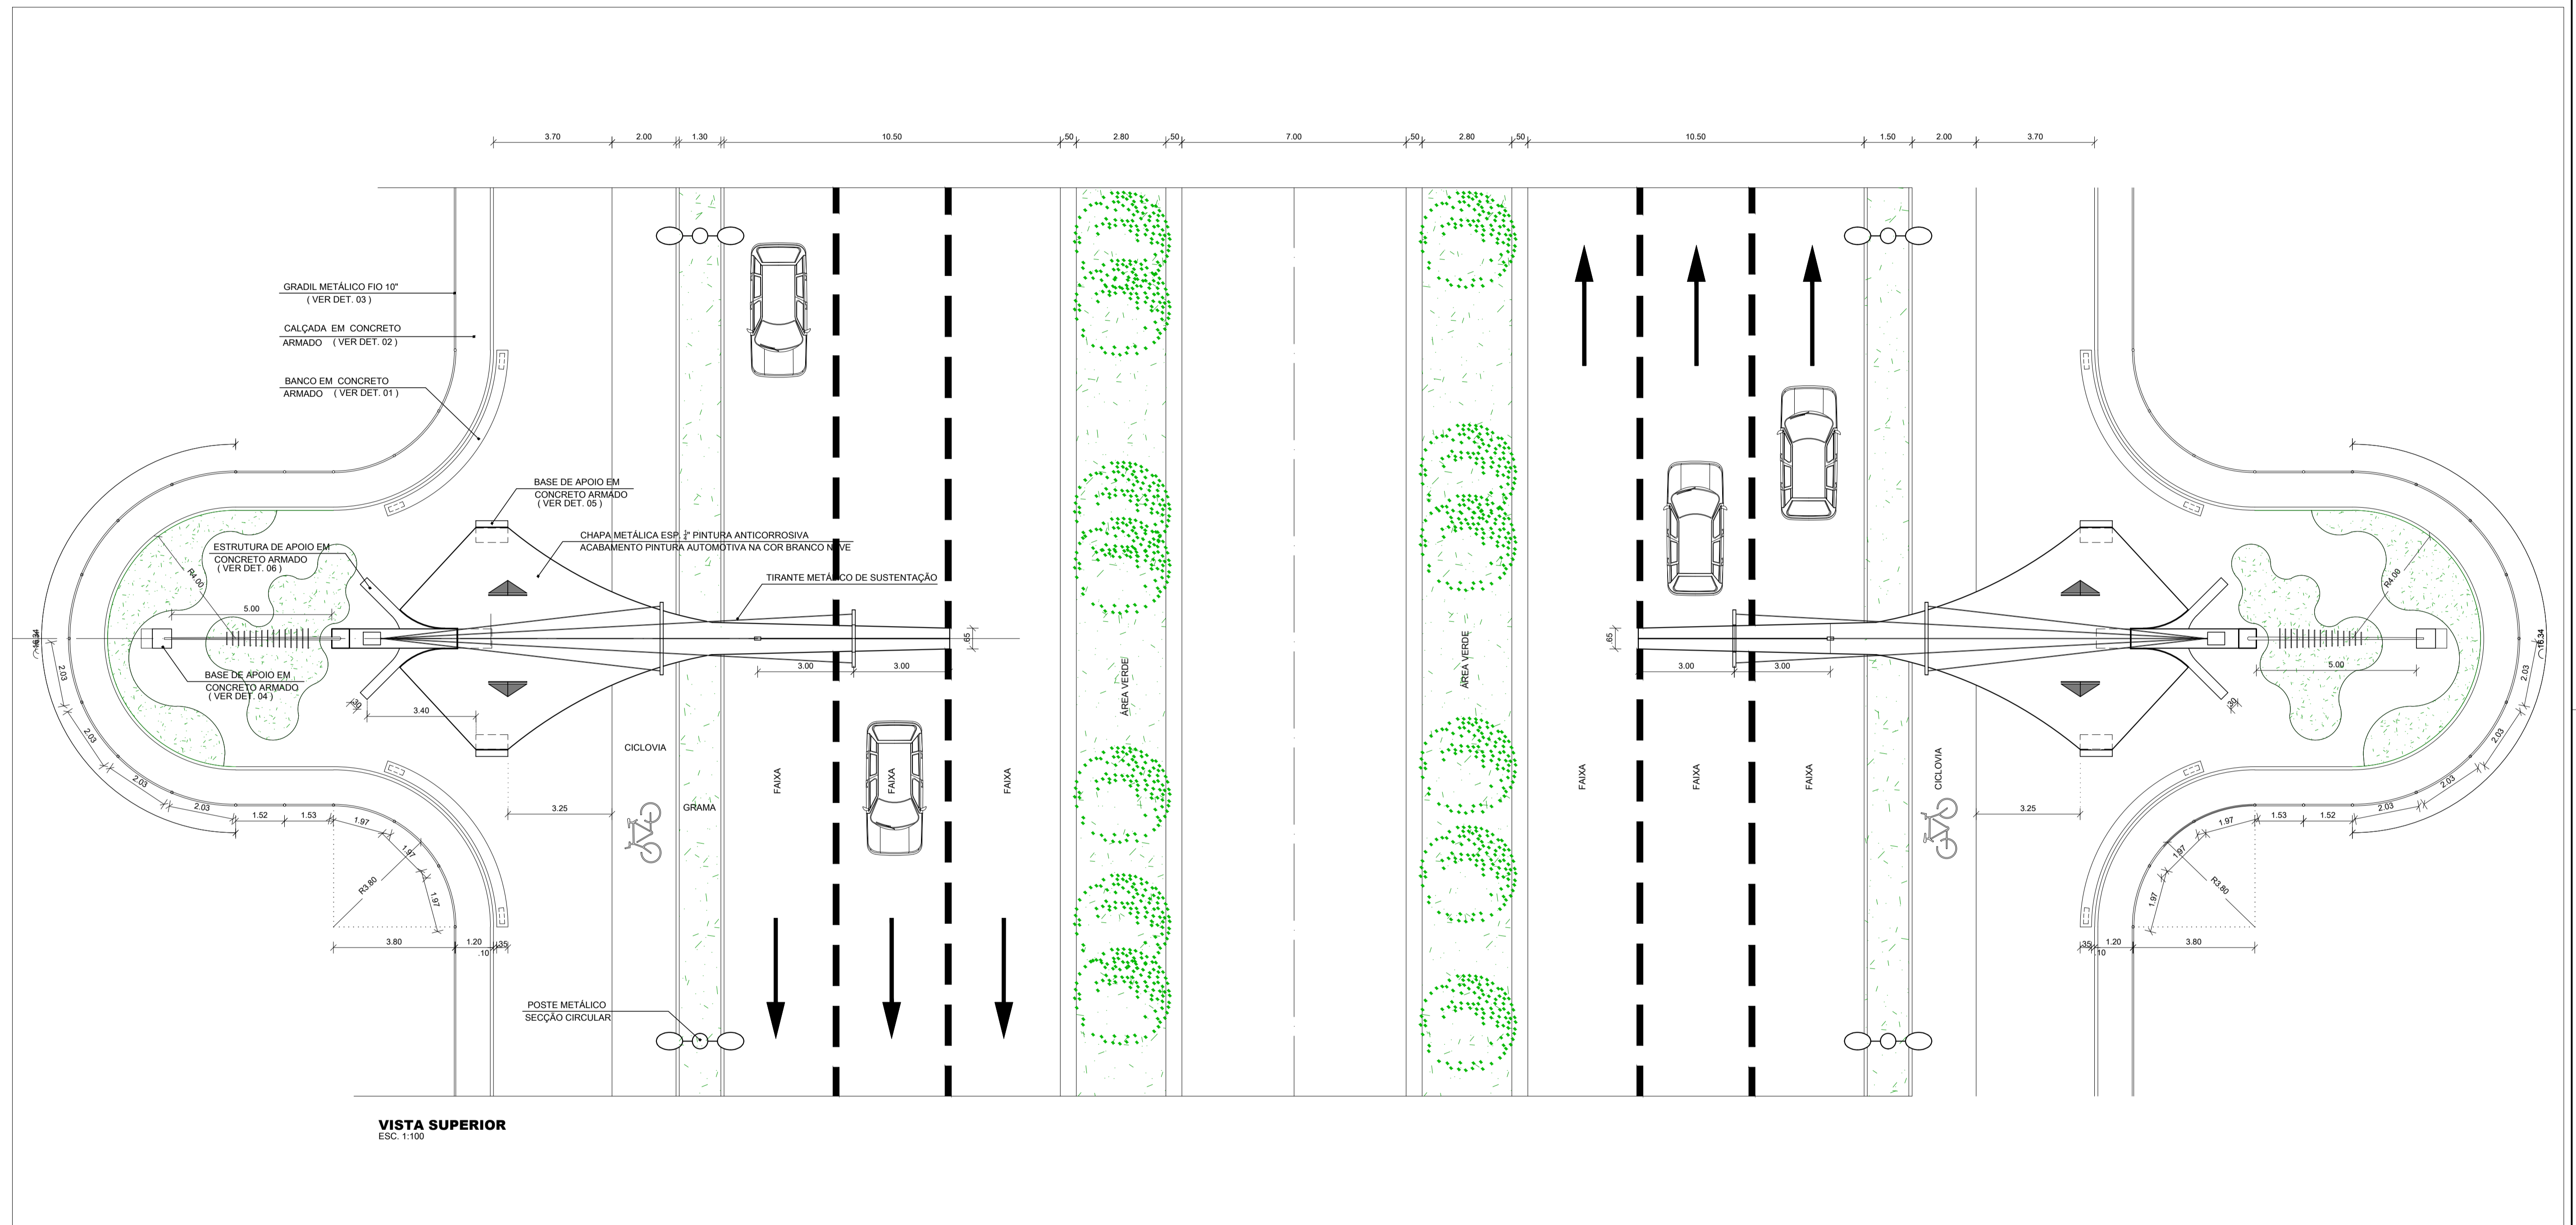 3.70 2.00 1.30 10.50 .50 2.80 .50 7.00 .50 2.80 .50 10.50 1.50 2.00 3.70
GRADIL METÁLICO FIO 10"
( VER DET. 03 )
CALÇADA EM CONCRETO
ARMADO ( VER DET. 02 )
BANCO EM CONCRETO
ARMADO ( VER DET. 01 )
BASE DE APOIO EM
CONCRETO ARMADO
( VER DET. 05 )
CHAPA METÁLICA ESP. PINTURA ANTICORROSIVA
ACABAMENTO PINTURA AUTOMOTIVA NA COR BRANCO NEVE
ESTRUTURA DE APOIO EM
CONCRETO ARMADO
( VER DET. 06 )
TIRANTE METÁLICO DE SUSTENTAÇÃO
R4.00
R4.00
5.00
16.34
.65
.65
16.34
3.00 3.00
3.00 3.00
5.00
BASE DE APOIO EM
CONCRETO ARMADO
( VER DET. 04 )
ÁREA VERDE
ÁREA VERDE
.30
3.40
.30
2.03
2.03
2.03
2.03
2.03
2.03
2.03
2.03
CICLOVIA
CICLOVIA
FAIXA
FAIXA
FAIXA
FAIXA
FAIXA
FAIXA
GRAMA
3.25
3.25
1.52 1.53
1.53 1.52
1.97
1.97
1.97
1.97
1.97
1.97
R3.80
R3.80
3.80 1.20 .35
.10
.35 1.20 3.80
.10
POSTE METÁLICO
SECÇÃO CIRCULAR
VISTA SUPERIOR
ESC. 1:100